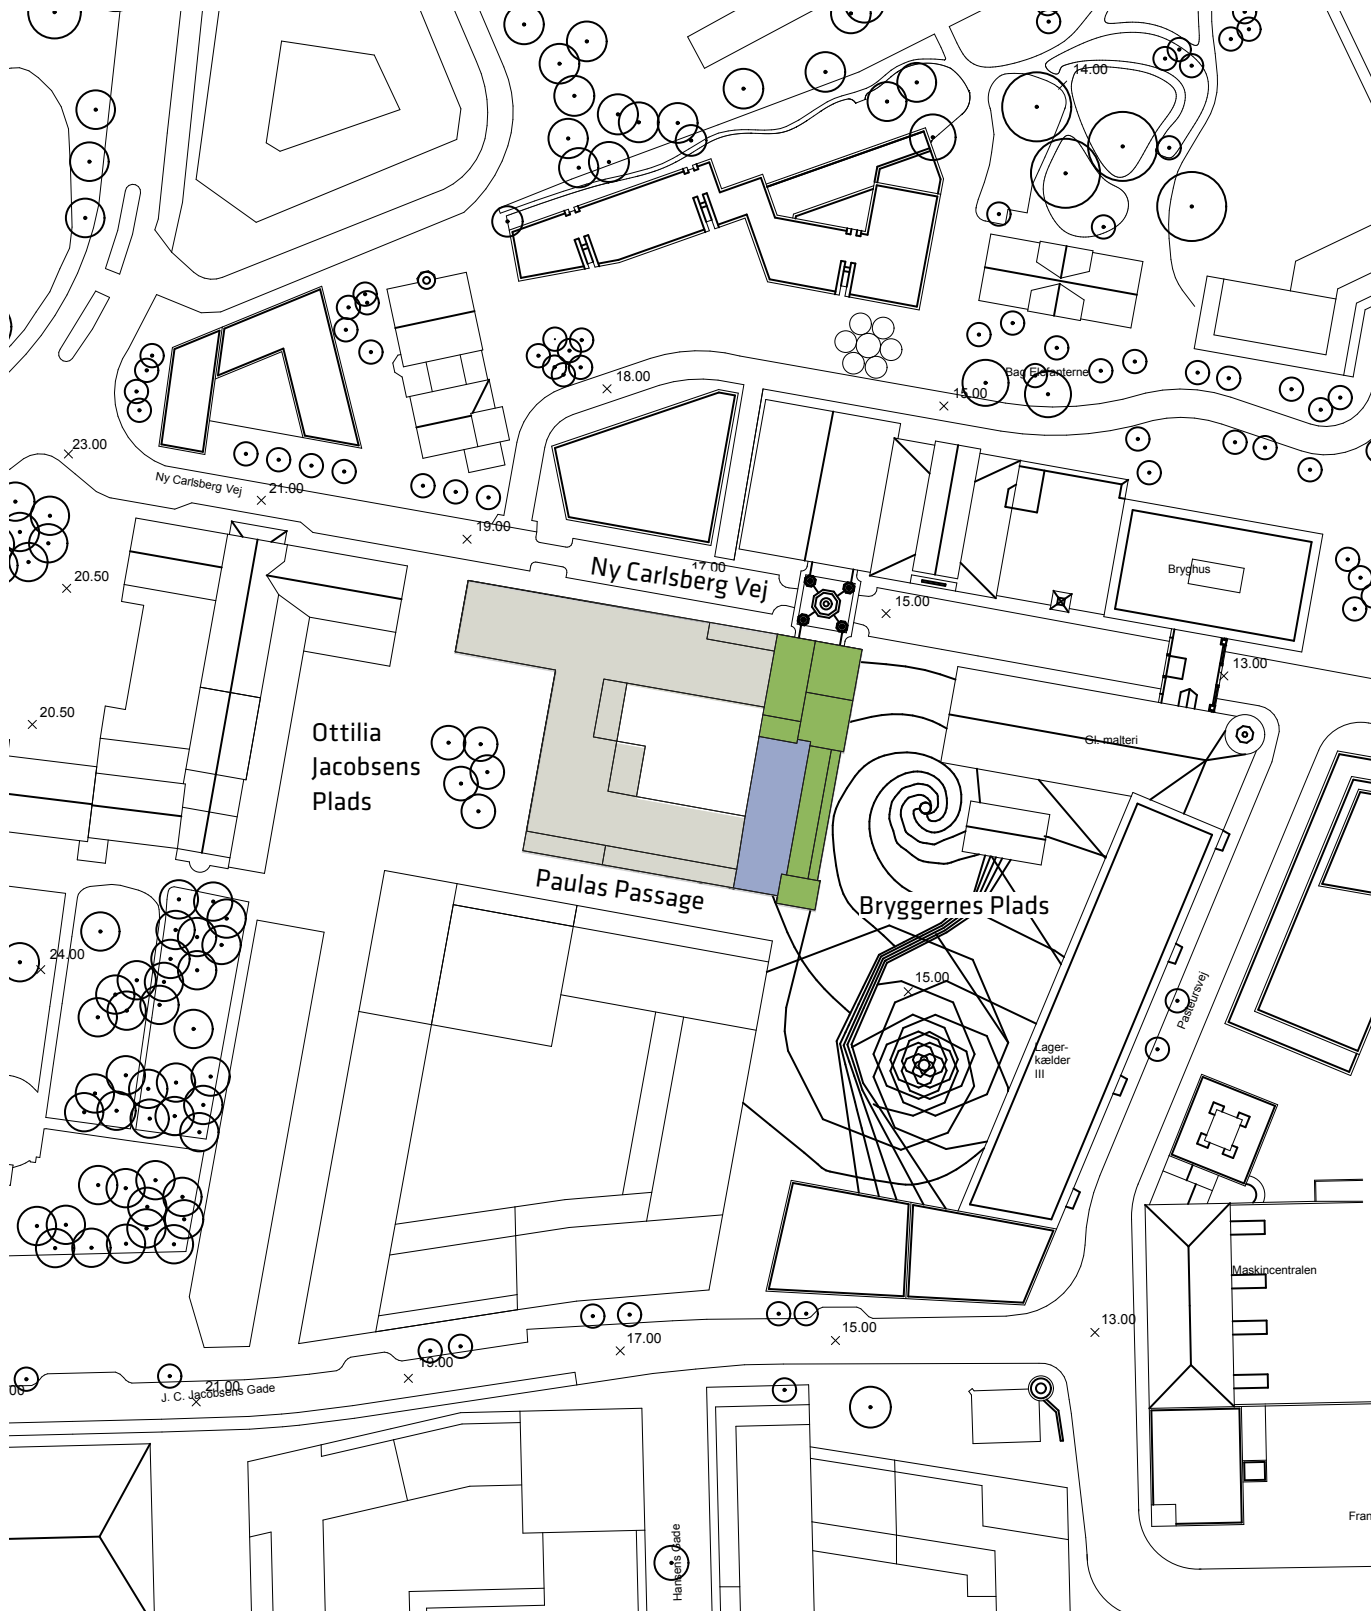 14.00
18.00
Bag Elefanterne
15.00
23.00
Ny Carlsberg Vej
21.00
19.00
20.50
Ny Carlsberg Vej
17.00
Bryghus
15.00
13.00
20.50
Ottilia
Jacobsens
Plads
Gl. malteri
Paulas Passage
Bryggernes Plads
24.00
15.00
Pasteursvej
Lager-
kælder
III
Maskincentralen
13.00
15.00
17.00
19.00
21.00
00
J. C. Jacobsens Gade
Hansens Gade
Fran